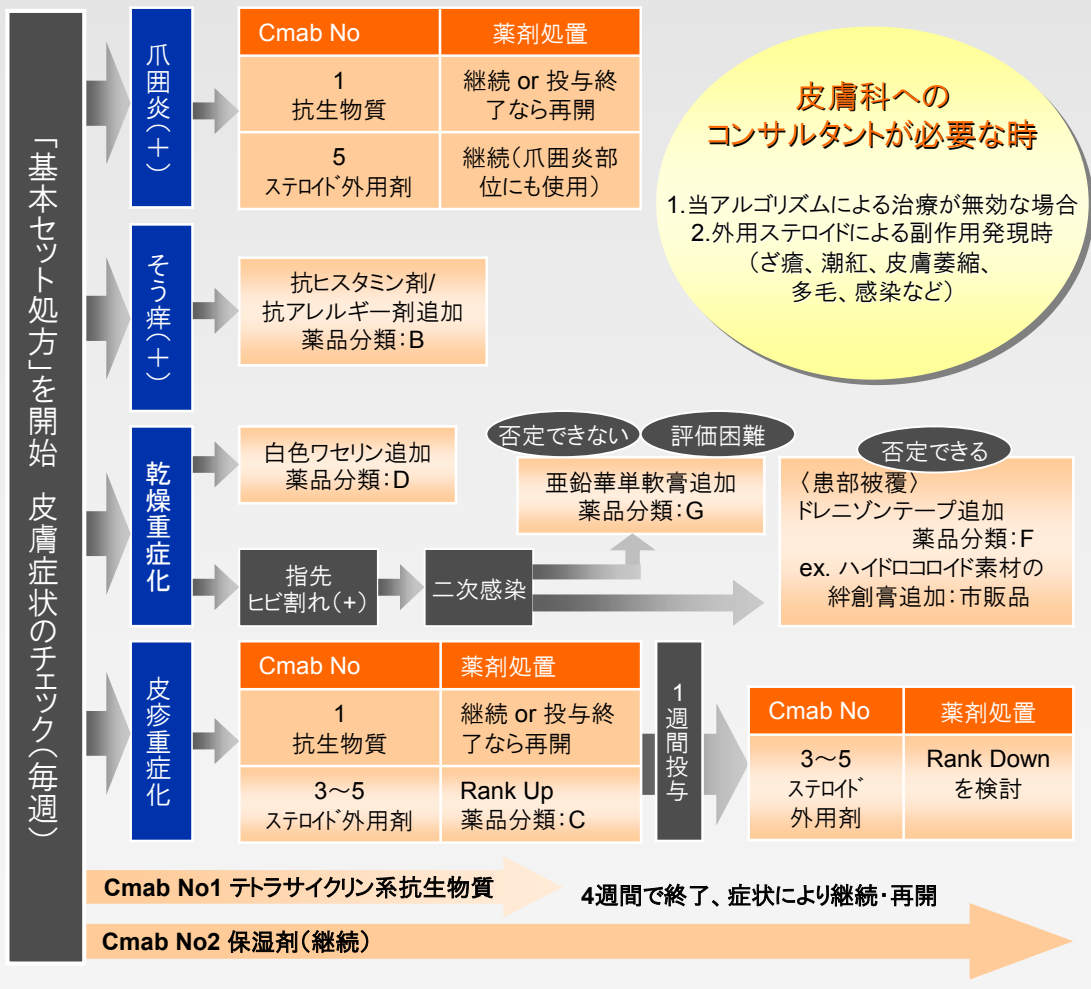 「基本セット処方」を開始 皮膚症状のチェック(毎週)
爪囲炎(+)
Cmab No
薬剤処置
1
抗生物質
継続 or 投与終
了なら再開
5
ステロイド外用剤
継続(爪囲炎部
位にも使用)
皮膚科への
コンサルタントが必要な時
1.当アルゴリズムによる治療が無効な場合
2.外用ステロイドによる副作用発現時
(ざ瘡、潮紅、皮膚萎縮、
多毛、感染など)
そう痒(+)
抗ヒスタミン剤/
抗アレルギー剤追加
薬品分類:B
乾燥重症化
白色ワセリン追加
薬品分類:D
指先
ヒビ割れ(+)
二次感染
否定できない
評価困難
亜鉛華単軟膏追加
薬品分類:G
否定できる
〈患部被覆〉
ドレニゾンテープ追加
薬品分類:F
ex. ハイドロコロイド素材の
絆創膏追加:市販品
皮疹重症化
Cmab No
薬剤処置
1
抗生物質
継続 or 投与終
了なら再開
3~5
ステロイド外用剤
Rank Up
薬品分類:C
1週間投与
Cmab No
薬剤処置
3~5
ステロイド
外用剤
Rank Down
を検討
Cmab No1 テトラサイクリン系抗生物質
4週間で終了、症状により継続・再開
Cmab No2 保湿剤(継続)